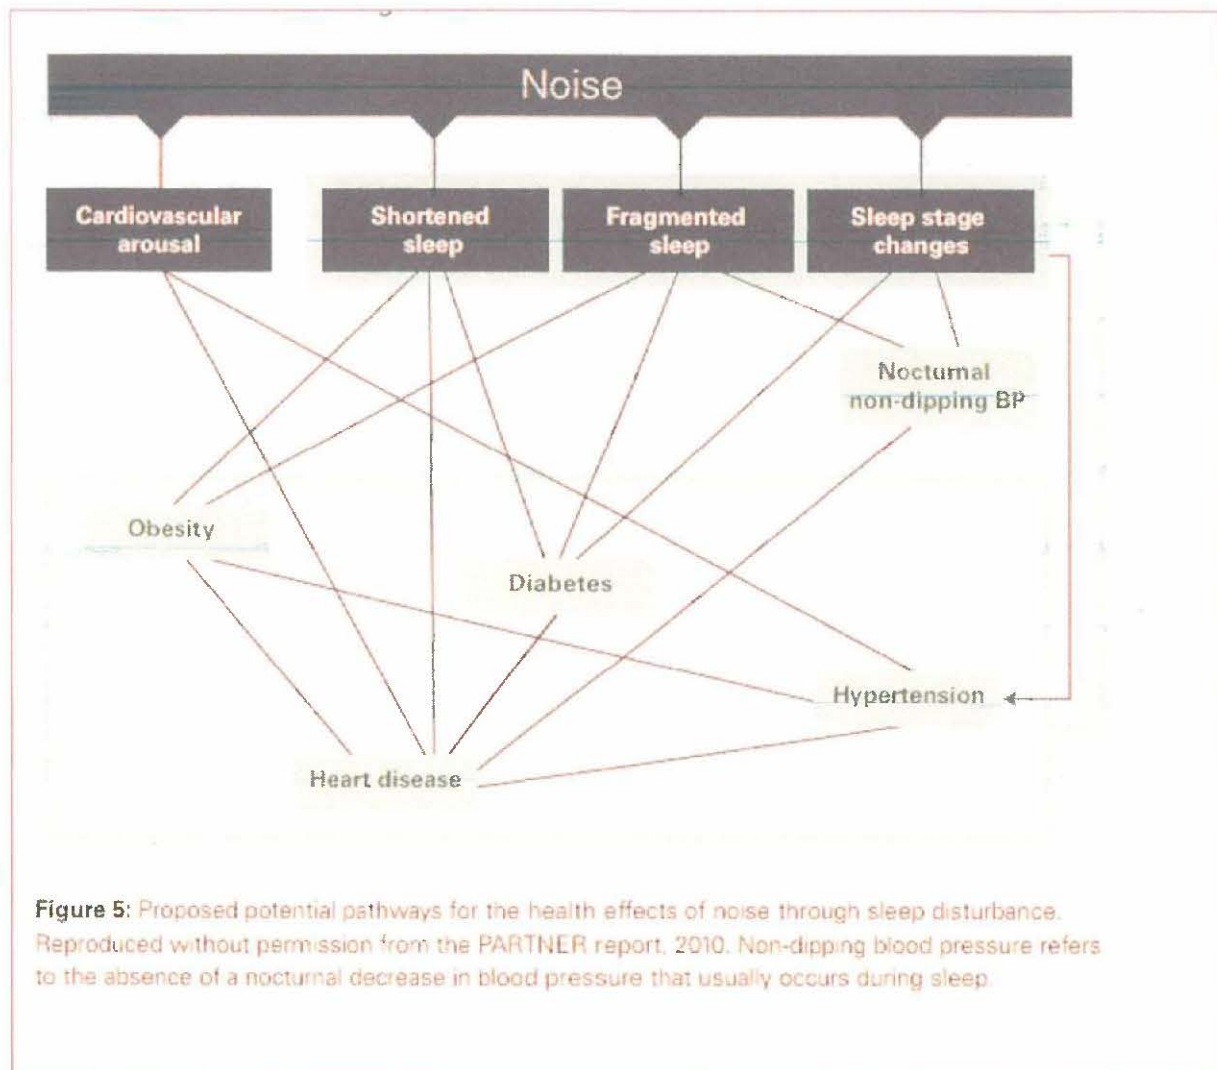 Noise
Cardiovascular
arousal
Shortened
sleep
Fragmented
sleep
Sleep stage
changes
Nocturnal
non-dipping BP
Obesity
Diabetes
Hypertension
Heart disease
Figure 5: Proposed potential pathways for the health effects of noise through sleep disturbance.
Reproduced without permission from the PARTNER report, 2010. Non-dipping blood pressure refers
to the absence of a nocturnal decrease in blood pressure that usually occurs during sleep.